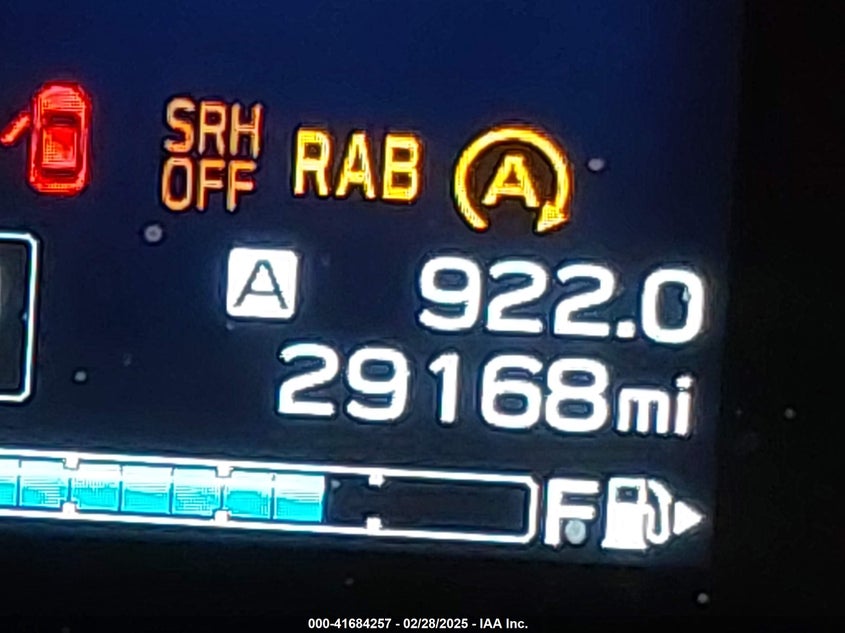 SRH
OFF
RAB
A
A
922.0
29168mi
F
000-41684257 - 02/28/2025 - IAA Inc.